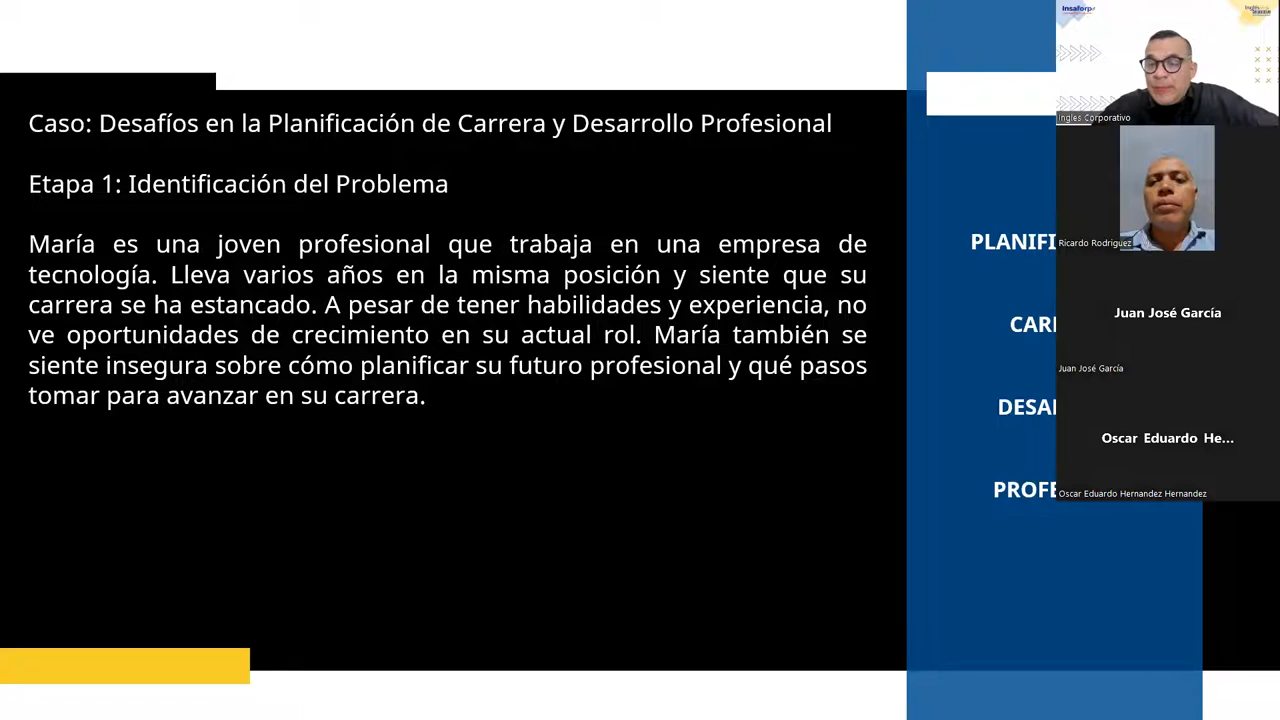 Caso: Desafíos en la Planificación de Carrera y Desarrollo Profesional
Etapa 1: Identificación del Problema
María es una joven profesional que trabaja en una empresa de
tecnología. Lleva varios años en la misma posición y siente que su
carrera se ha estancado. A pesar de tener habilidades y experiencia, no
ve oportunidades de crecimiento en su actual rol. María también se
siente insegura sobre cómo planificar su futuro profesional y qué pasos
tomar para avanzar en su carrera.
PLANIFI
CARI
DESAI
PROFE
Insaforp
Ingles Corporativo
Ricardo Rodriguez
Juan José García
Juan José García
Oscar Eduardo He...
Oscar Eduardo Hernandez Hernandez